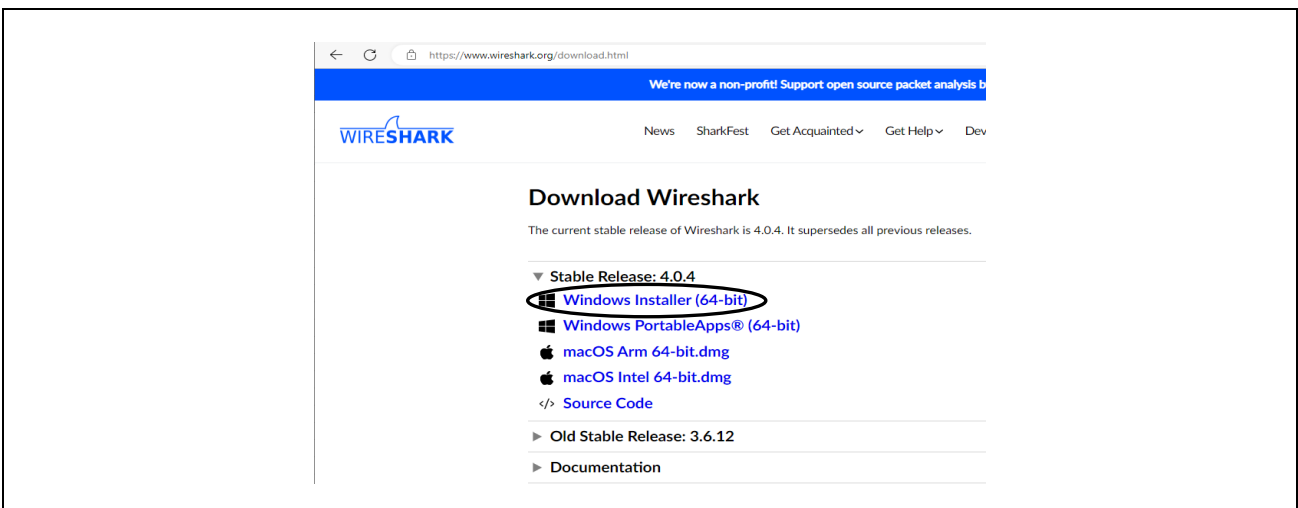 https://www.wireshark.org/download.html
We're now a non-profit! Support open source packet analysis b
WIRESHARK
News SharkFest Get Acquainted Get Help Dev
Download Wireshark
The current stable release of Wireshark is 4.0.4. It supersedes all previous releases.
Stable Release: 4.0.4
Windows Installer (64-bit)
Windows PortableApps® (64-bit)
macOS Arm 64-bit.dmg
macOS Intel 64-bit.dmg
</> Source Code
Old Stable Release: 3.6.12
Documentation